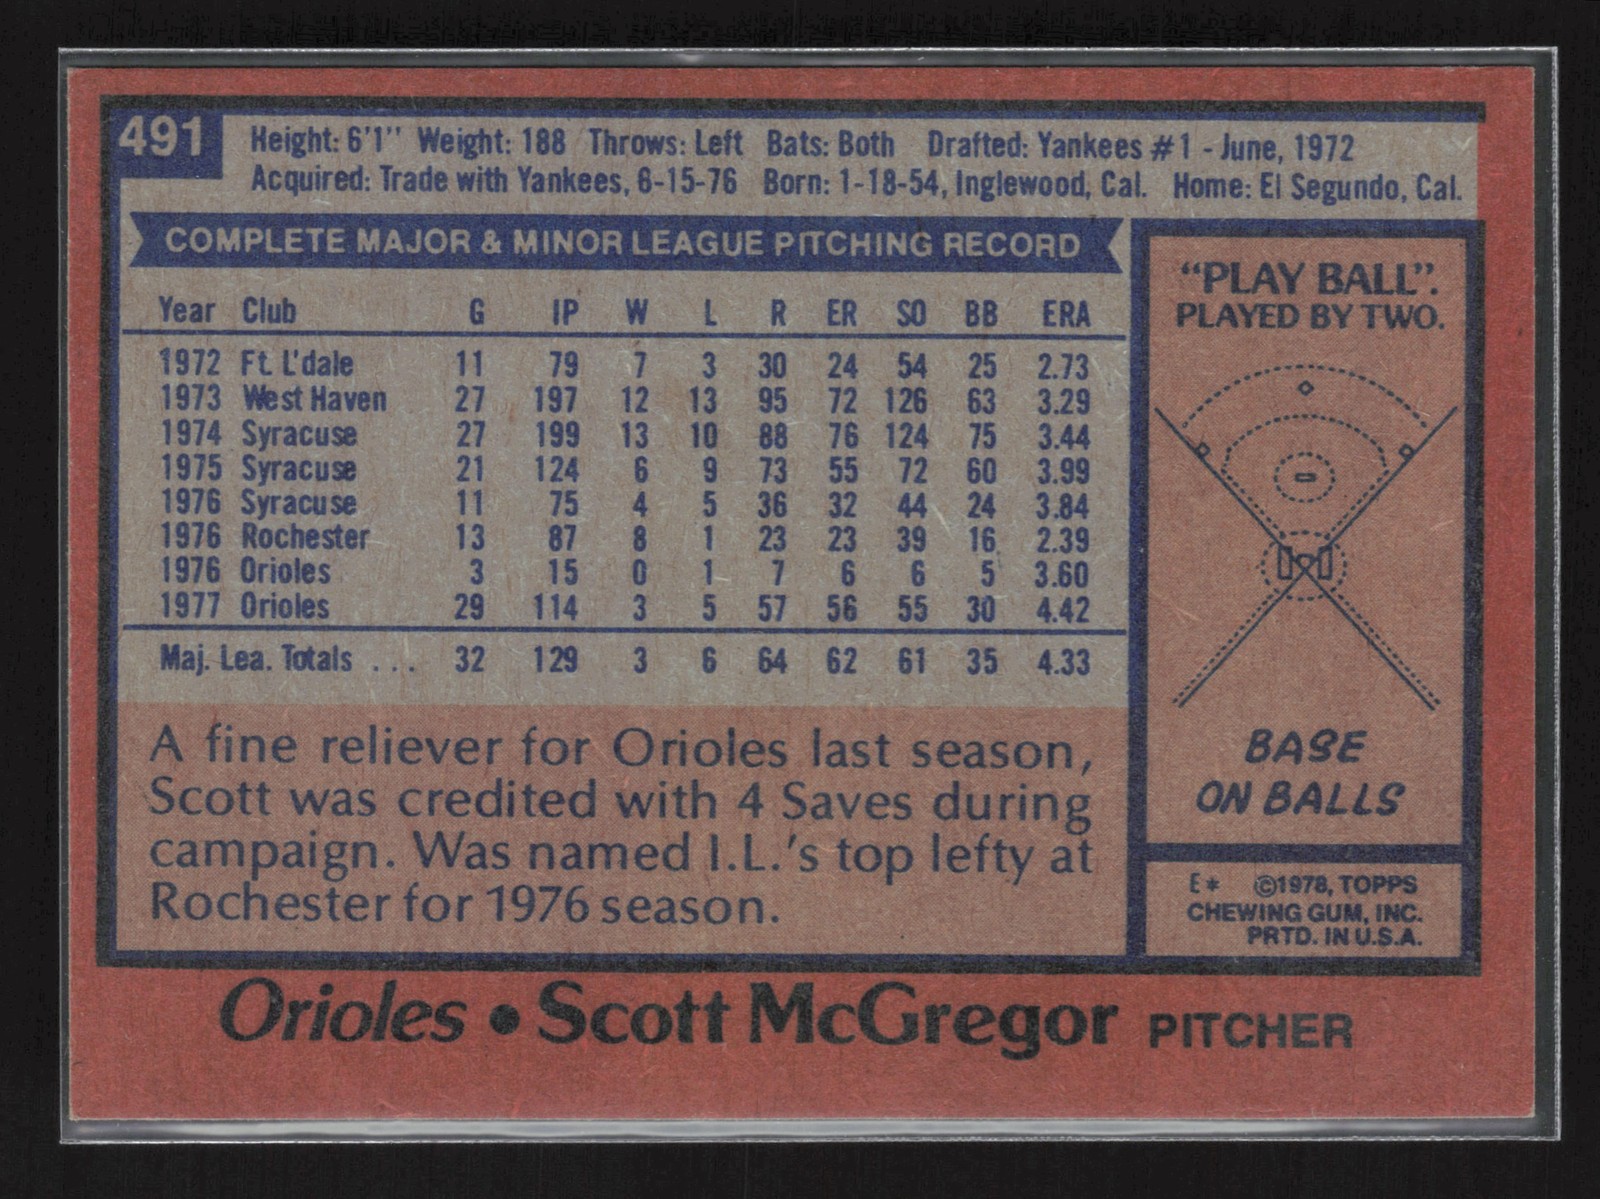 491
Height: 6'1" Weight: 188 Throws: Left Bats: Both Drafted: Yankees #1 - June, 1972
Acquired: Trade with Yankees, 6-15-76 Born: 1-18-54, Inglewood, Cal. Home: El Segundo, Cal.
COMPLETE MAJOR & MINOR LEAGUE PITCHING RECORD
Year Club G IP W L R ER SO BB ERA
1972 Ft. L'dale 11 79 7 3 30 24 54 25 2.73
1973 West Haven 27 197 12 13 95 72 126 63 3.29
1974 Syracuse 27 199 13 10 88 76 124 75 3.44
1975 Syracuse 21 124 6 9 73 55 72 60 3.99
1976 Syracuse 11 75 4 5 36 32 44 24 3.84
1976 Rochester 13 87 8 1 23 23 39 16 2.39
1976 Orioles 3 15 0 1 7 6 6 5 3.60
1977 Orioles 29 114 3 5 57 56 55 30 4.42
Maj. Lea. Totals ... 32 129 3 6 64 62 61 35 4.33
A fine reliever for Orioles last season,
Scott was credited with 4 Saves during
campaign. Was named I.L.'s top lefty at
Rochester for 1976 season.
"PLAY BALL".
PLAYED BY TWO.
BASE
ON BALLS
E* ©1978, TOPPS
CHEWING GUM, INC.
PRTD. IN U.S.A.
Orioles • Scott McGregor PITCHER